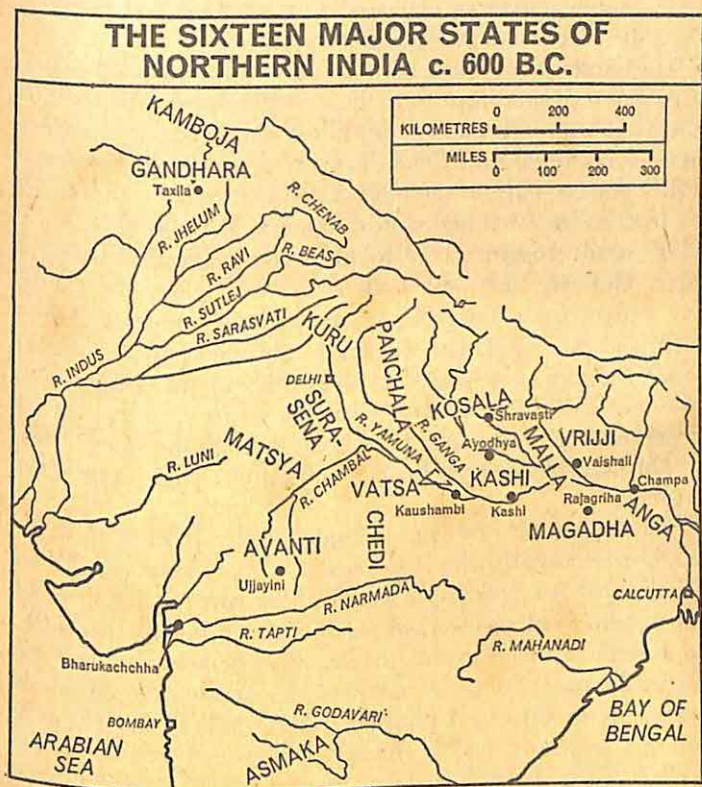 THE SIXTEEN MAJOR STATES OF
NORTHERN INDIA c. 600 B.C.
KILOMETRES 0 200 400
MILES 0 100 200 300
KAMBOJA
GANDHARA
Taxila
R. JHELUM
R. CHENAB
R. RAVI
R. BEAS
R. SUTLEJ
R. SARASVATI
R. INDUS
KURU
PANCHALA
DELHI
SURA-
SENA
KOSALA
Shravasti
MALLA
VRIJJI
Ayodhya
Vaishali
MATSYA
R. LUNI
R. YAMUNA
R. GANGA
R. CHAMBAL
VATSA
KASHI
Kaushambi
Kashi
Rajagriha
Champa
ANGA
MAGADHA
CHEDI
AVANTI
Ujjayini
CALCUTTA
R. NARMADA
R. TAPTI
Bharukachchha
R. MAHANADI
BOMBAY
R. GODAVARI
ASMAKA
ARABIAN
SEA
BAY OF
BENGAL